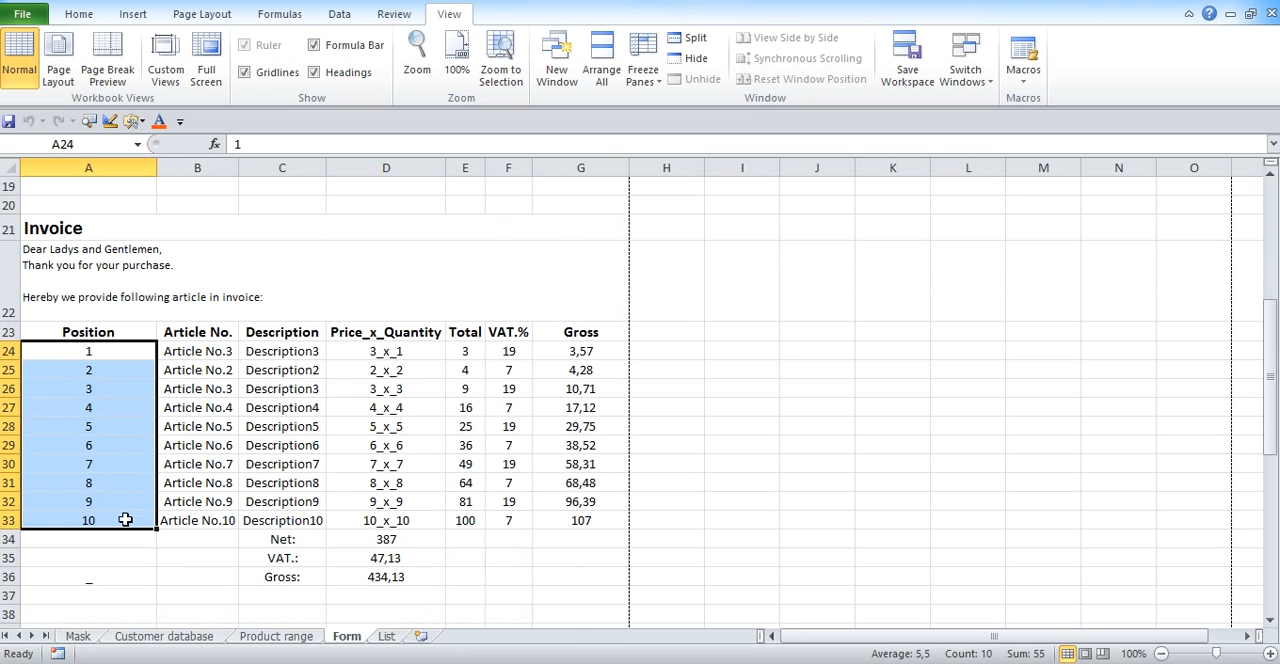 File Home Insert Page Layout Formulas Data Review View
Normal Page Layout Page Break Preview Custom Views Full Screen
Workbook Views
Ruler Formula Bar
Gridlines Headings
Show
Zoom 100% Zoom to Selection
Zoom
New Window Arrange All Freeze Panes
Split
Hide
Unhide
View Side by Side
Synchronous Scrolling
Reset Window Position
Window
Save Workspace Switch Windows
Macros
Macros
A24 fx 1
A B C D E F G H I J K L M N O
19
20
21 Invoice
Dear Ladys and Gentlemen,
Thank you for your purchase.
Hereby we provide following article in invoice:
22
23 Position Article No. Description Price_x_Quantity Total VAT.% Gross
24 1 Article No.3 Description3 3_x_1 3 19 3,57
25 2 Article No.2 Description2 2_x_2 4 7 4,28
26 3 Article No.3 Description3 3_x_3 9 19 10,71
27 4 Article No.4 Description4 4_x_4 16 7 17,12
28 5 Article No.5 Description5 5_x_5 25 19 29,75
29 6 Article No.6 Description6 6_x_6 36 7 38,52
30 7 Article No.7 Description7 7_x_7 49 19 58,31
31 8 Article No.8 Description8 8_x_8 64 7 68,48
32 9 Article No.9 Description9 9_x_9 81 19 96,39
33 10 Article No.10 Description10 10_x_10 100 7 107
34 Net: 387
35 VAT.: 47,13
36 _ Gross: 434,13
37
38
Mask Customer database Product range Form List
Ready Average: 5,5 Count: 10 Sum: 55 100%